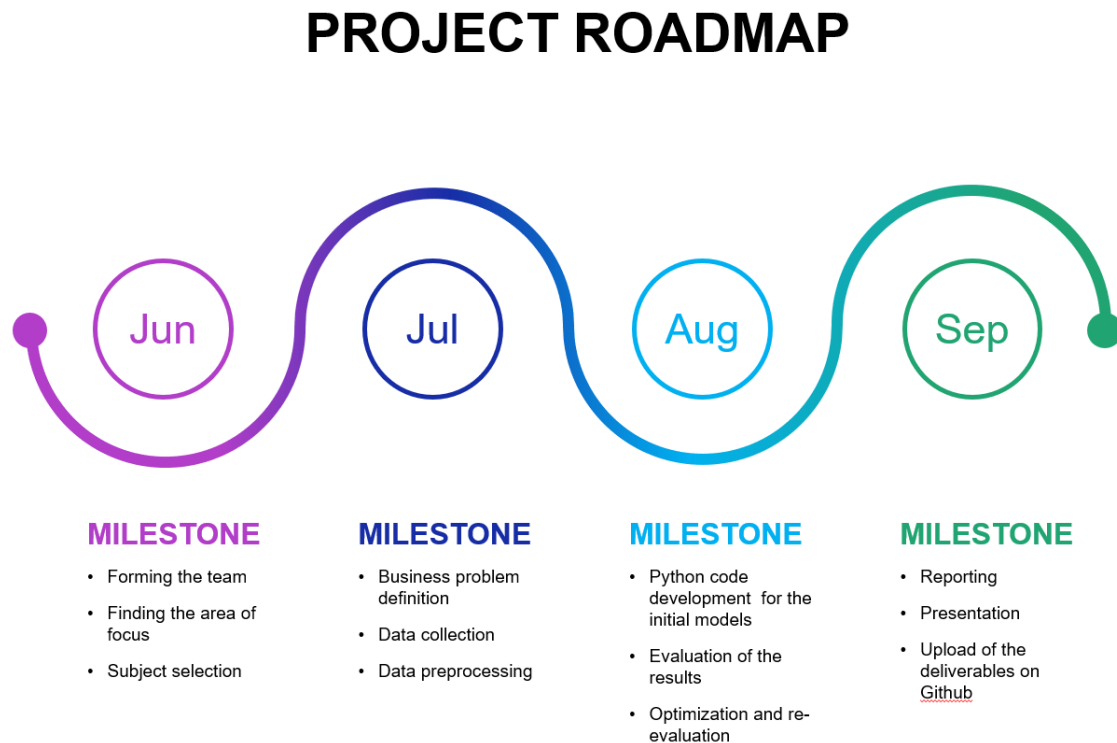 PROJECT ROADMAP
Jun
Jul
Aug
Sep
MILESTONE
• Forming the team
• Finding the area of
focus
• Subject selection
MILESTONE
• Business problem
definition
• Data collection
• Data preprocessing
MILESTONE
• Python code
development  for the
initial models
• Evaluation of the
results
• Optimization and re-
evaluation
MILESTONE
• Reporting
• Presentation
• Upload of the
deliverables on
Github